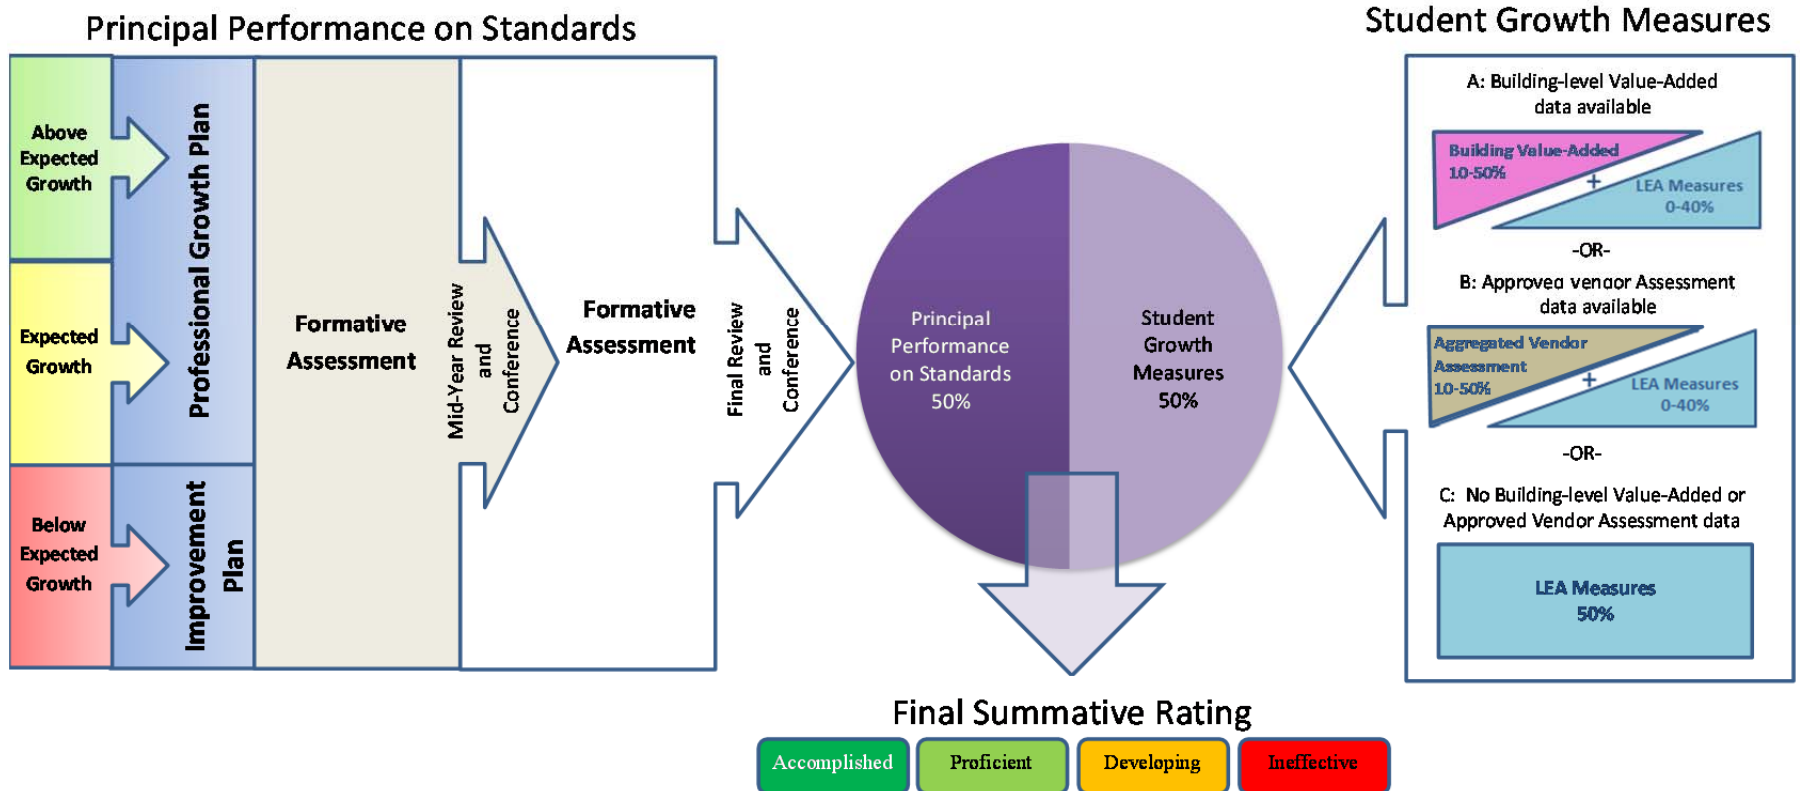 Principal Performance on Standards
Student Growth Measures
Above
Expected
Growth
Expected
Growth
Below
Expected
Growth
Professional Growth Plan
Improvement
Plan
Formative
Assessment
Mid-Year Review
and
Conference
Formative
Assessment
Final Review
and
Conference
Principal
Performance
on Standards
50%
Student
Growth
Measures
50%
A: Building-level Value-Added
data available
Building Value-Added
10-50%
+
LEA Measures
0-40%
-OR-
B: Approved vendor Assessment
data available
Aggregated Vendor
Assessment
10-50%
+
LEA Measures
0-40%
-OR-
C: No Building-level Value-Added or
Approved Vendor Assessment data
LEA Measures
50%
Final Summative Rating
Accomplished
Proficient
Developing
Ineffective